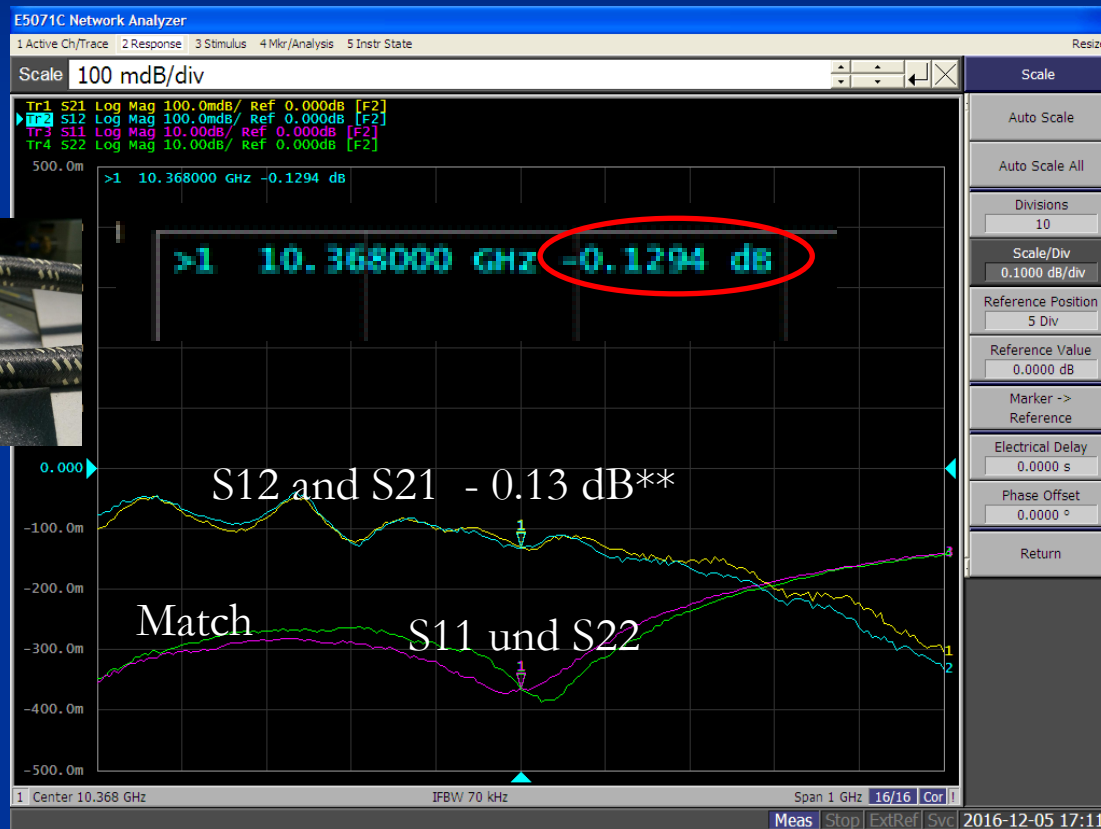 E5071C Network Analyzer
1 Active Ch/Trace 2 Response 3 Stimulus 4 Mkr/Analysis 5 Instr State
Scale 100 mdB/div
Tr1 S21 Log Mag 100.0mdB/ Ref 0.000dB [F2]
Tr2 S12 Log Mag 100.0mdB/ Ref 0.000dB [F2]
Tr3 S11 Log Mag 10.00dB/ Ref 0.000dB [F2]
Tr4 S22 Log Mag 10.00dB/ Ref 0.000dB [F2]
500.0m
>1 10.368000 GHz -0.1294 dB
>1 10.368000 GHz -0.1294 dB
0.000
S12 and S21 - 0.13 dB**
-100.0m
1
-200.0m
Match
S11 und S22
-300.0m
1
1
2
-400.0m
-500.0m
1 Center 10.368 GHz IFBW 70 kHz Span 1 GHz 16/16 Cor !
Meas Stop ExtRef Svc 2016-12-05 17:11
Scale
Auto Scale
Auto Scale All
Divisions
10
Scale/Div
0.1000 dB/div
Reference Position
5 Div
Reference Value
0.0000 dB
Marker ->
Reference
Electrical Delay
0.0000 s
Phase Offset
0.0000 °
Return